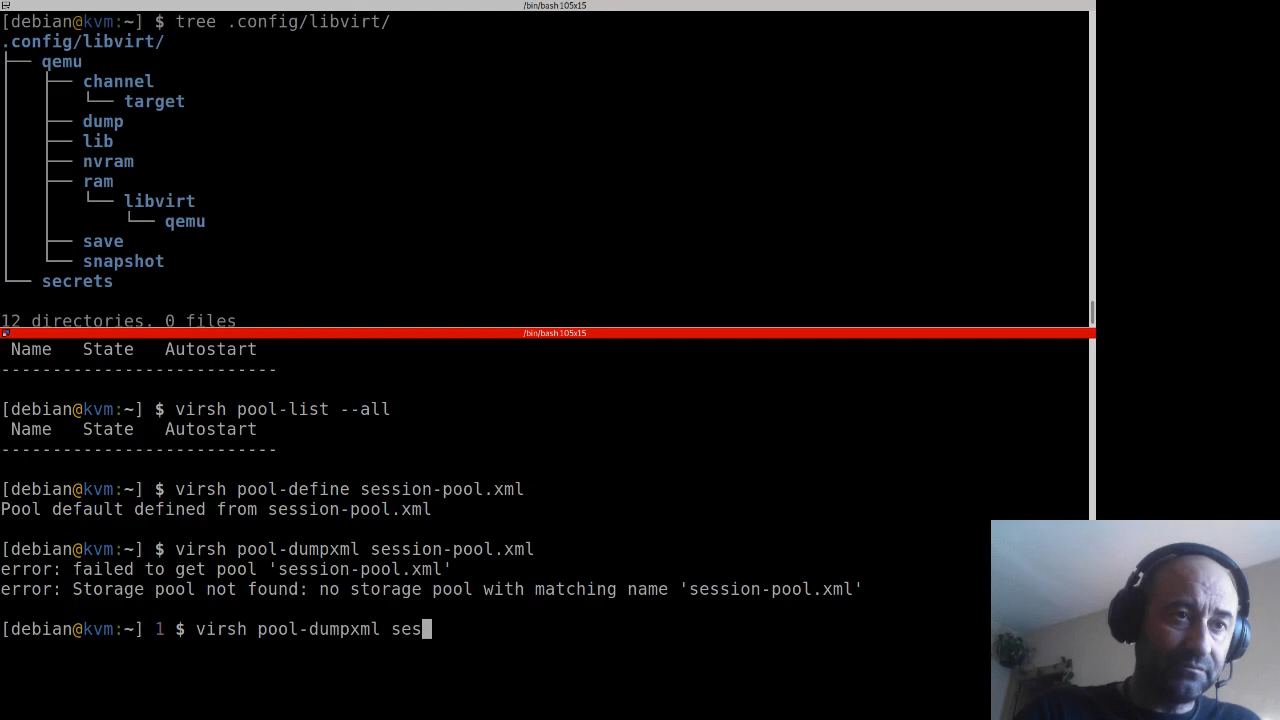 /bin/bash 105x15
[debian@kvm:~] $ tree .config/libvirt/
.config/libvirt/
├── qemu
│   ├── channel
│   │   └── target
│   ├── dump
│   ├── lib
│   ├── nvram
│   ├── ram
│   │   └── libvirt
│   │       └── qemu
│   ├── save
│   └── snapshot
└── secrets
12 directories, 0 files
/bin/bash 105x15
Name   State   Autostart
---------------------------
[debian@kvm:~] $ virsh pool-list --all
Name   State   Autostart
---------------------------
[debian@kvm:~] $ virsh pool-define session-pool.xml
Pool default defined from session-pool.xml
[debian@kvm:~] $ virsh pool-dumpxml session-pool.xml
error: failed to get pool 'session-pool.xml'
error: Storage pool not found: no storage pool with matching name 'session-pool.xml'
[debian@kvm:~] 1 $ virsh pool-dumpxml ses